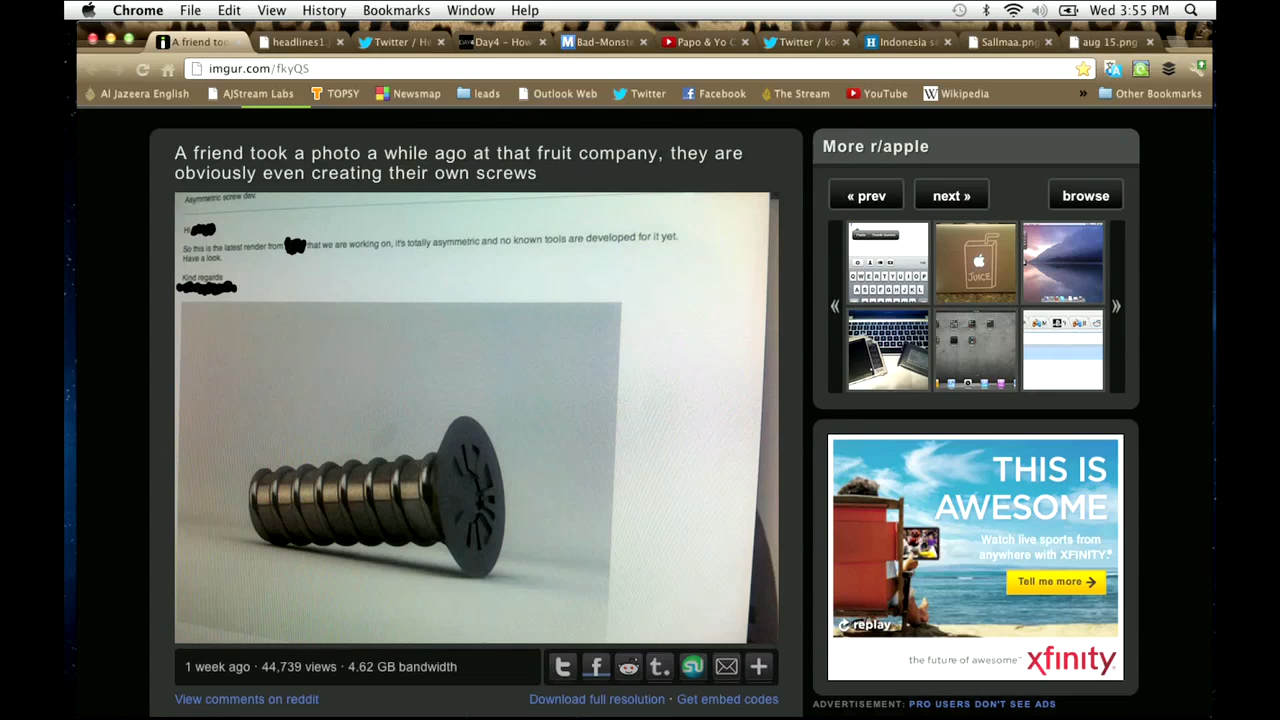 Chrome File Edit View History Bookmarks Window Help Wed 3:55 PM
A friend too headlines1. Twitter / He Day4 - How Bad-Monste Papo & Yo C Twitter / ko Indonesia se Sallmaa.png aug 15.png
imgur.com/fkyQS
Al Jazeera English AJStream Labs TOPSY Newsmap leads Outlook Web Twitter Facebook The Stream YouTube Wikipedia » Other Bookmarks
A friend took a photo a while ago at that fruit company, they are
obviously even creating their own screws
Asymmetric screw dev.
Hi
So this is the latest render from that we are working on, it's totally asymmetric and no known tools are developed for it yet.
Have a look.
Kind regards
1 week ago · 44,739 views · 4.62 GB bandwidth
View comments on reddit Download full resolution · Get embed codes
More r/apple
« prev next » browse
JUICE
Q W E R T Y U I O P
A S D F G H J K L
THIS IS
AWESOME
Watch live sports from
anywhere with XFINITY.®
Tell me more
replay
the future of awesome™ xfinity
ADVERTISEMENT: PRO USERS DON'T SEE ADS